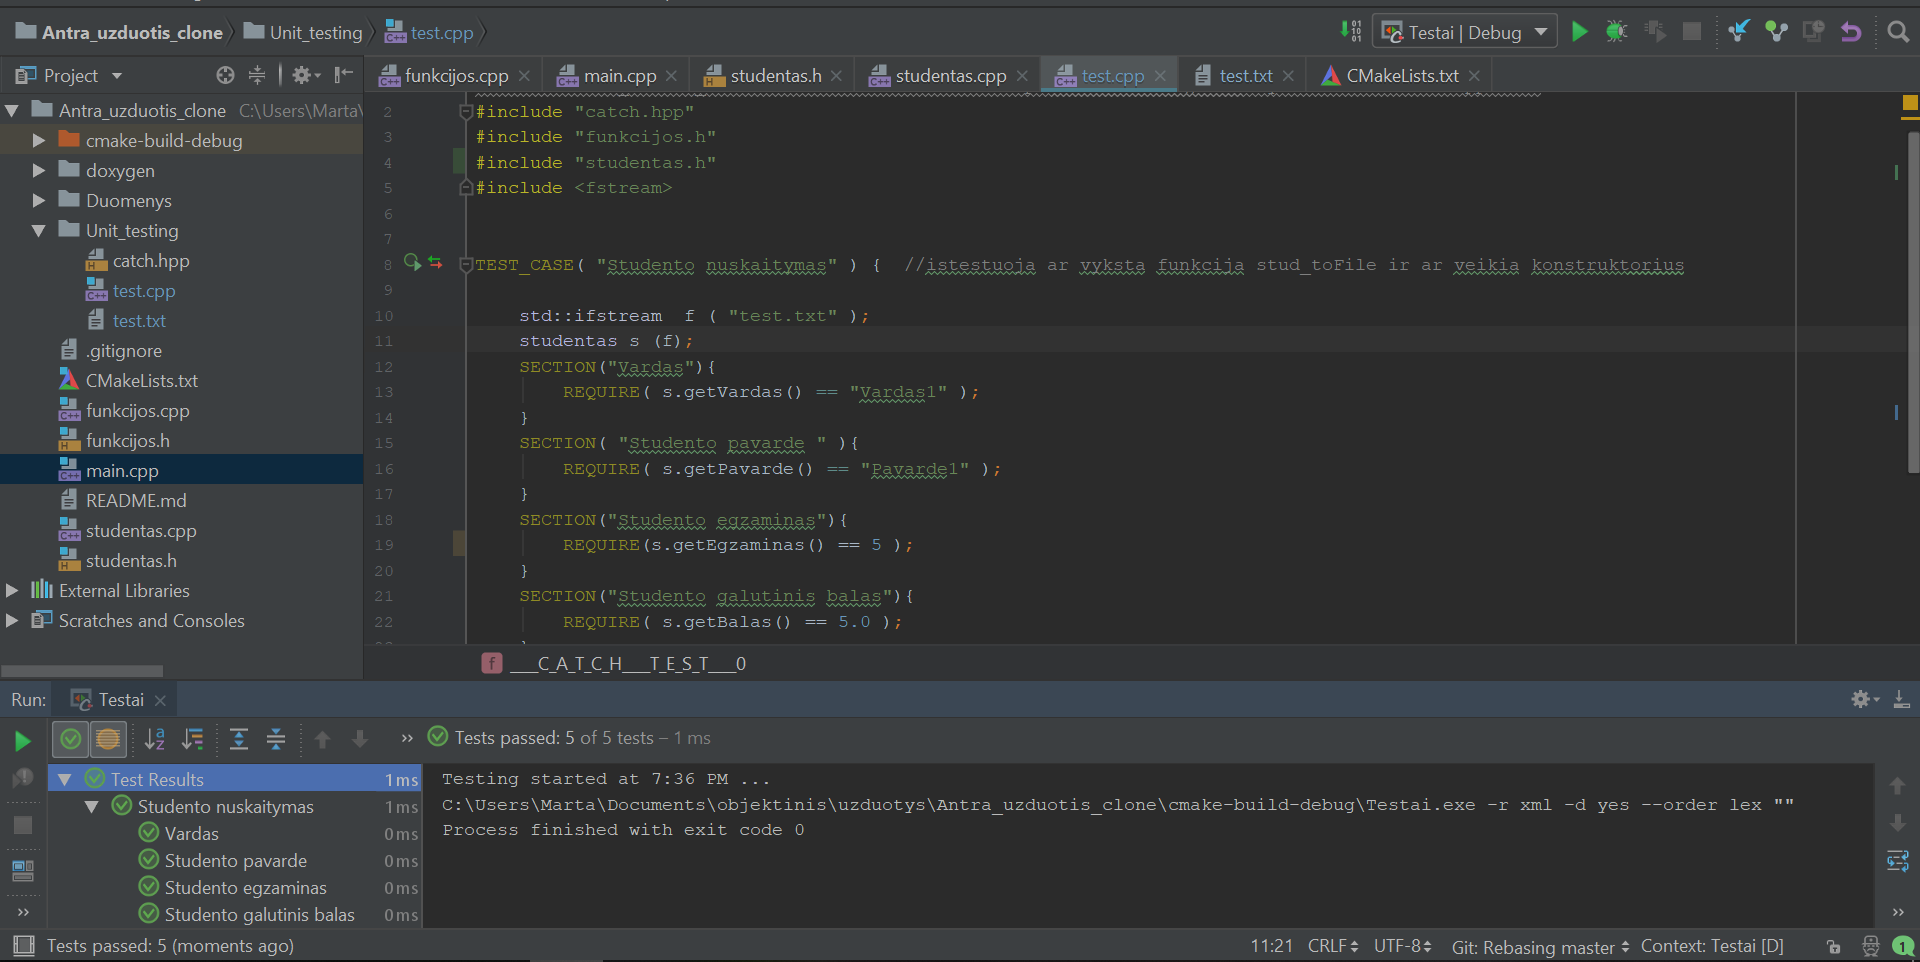 Antra_uzduotis_clone Unit_testing test.cpp Testai | Debug
Project
funkcijos.cpp main.cpp studentas.h studentas.cpp test.cpp test.txt CMakeLists.txt
Antra_uzduotis_clone C:\Users\Marta\
cmake-build-debug
doxygen
Duomenys
Unit_testing
catch.hpp
test.cpp
test.txt
.gitignore
CMakeLists.txt
funkcijos.cpp
funkcijos.h
main.cpp
README.md
studentas.cpp
studentas.h
External Libraries
Scratches and Consoles
2 #include "catch.hpp"
3 #include "funkcijos.h"
4 #include "studentas.h"
5 #include <fstream>
6
7
8 TEST_CASE( "Studento nuskaitymas" ) { //istestuoja ar vyksta funkcija stud_toFile ir ar veikia konstruktorius
9
10 std::ifstream f ( "test.txt" );
11 studentas s (f);
12 SECTION("Vardas"){
13 REQUIRE( s.getVardas() == "Vardas1" );
14 }
15 SECTION( "Studento pavarde " ){
16 REQUIRE( s.getPavarde() == "Pavarde1" );
17 }
18 SECTION("Studento egzaminas"){
19 REQUIRE(s.getEgzaminas() == 5 );
20 }
21 SECTION("Studento galutinis balas"){
22 REQUIRE( s.getBalas() == 5.0 );
f ___C_A_T_C_H___T_E_S_T___0
Run: Testai
Tests passed: 5 of 5 tests – 1 ms
Test Results 1 ms
Studento nuskaitymas 1 ms
Vardas 0 ms
Studento pavarde 0 ms
Studento egzaminas 0 ms
Studento galutinis balas 0 ms
Testing started at 7:36 PM ...
C:\Users\Marta\Documents\objektinis\uzduotys\Antra_uzduotis_clone\cmake-build-debug\Testai.exe -r xml -d yes --order lex ""
Process finished with exit code 0
Tests passed: 5 (moments ago) 11:21 CRLF UTF-8 Git: Rebasing master Context: Testai [D] 1